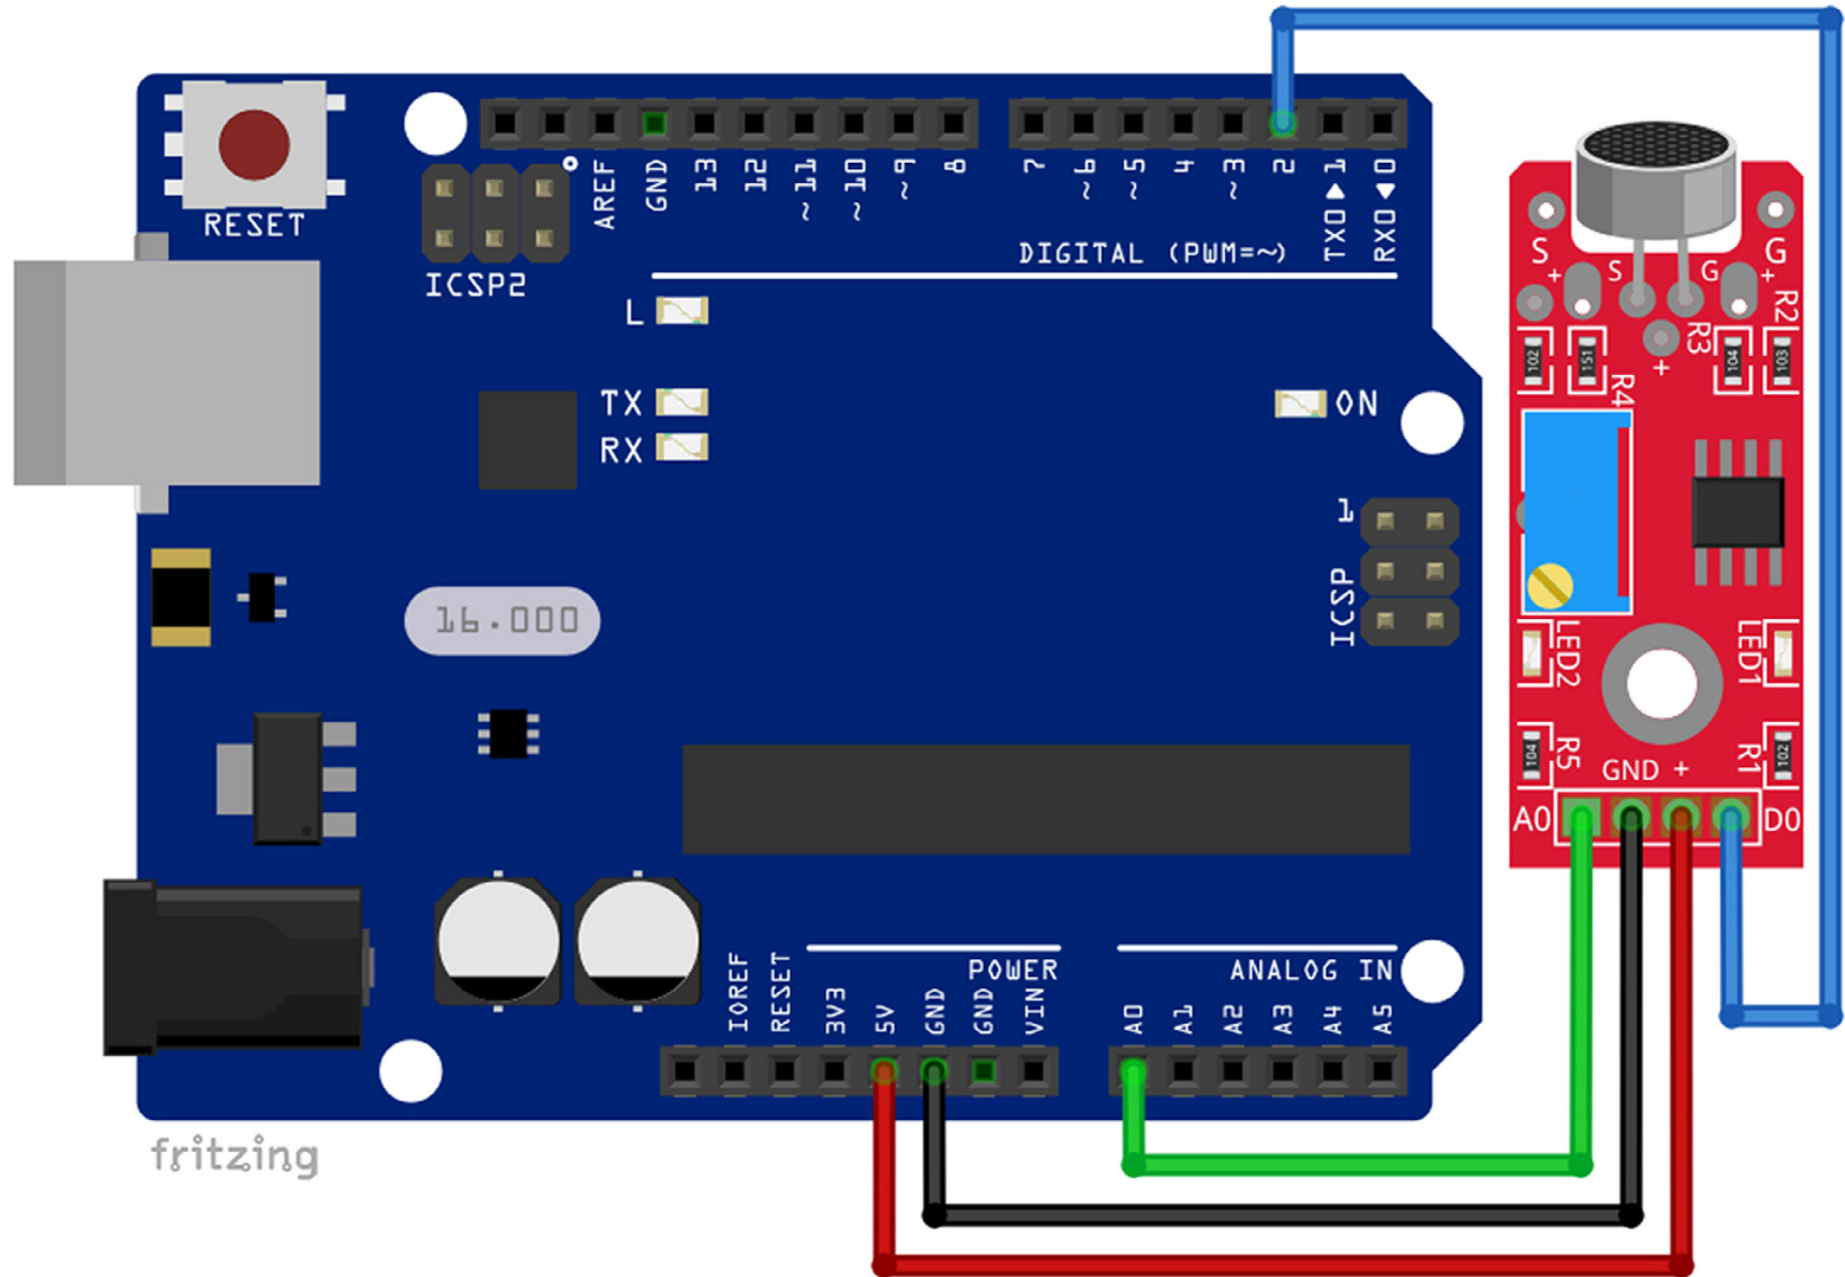 RESET
ICSP2
AREF
GND
13
12
~11
~10
~9
8
7
~6
~5
4
~3
2
TX0▶1
RX0◀0
DIGITAL (PWM=~)
L
TX
RX
ON
1
ICSP
16.000
IOREF
RESET
3V3
5V
GND
GND
VIN
POWER
ANALOG IN
A0
A1
A2
A3
A4
A5
fritzing
S
G
+
S
G
+
R2
R3
+
102
151
104
103
R4
LED2
LED1
104
R5
GND +
R1
102
A0
D0